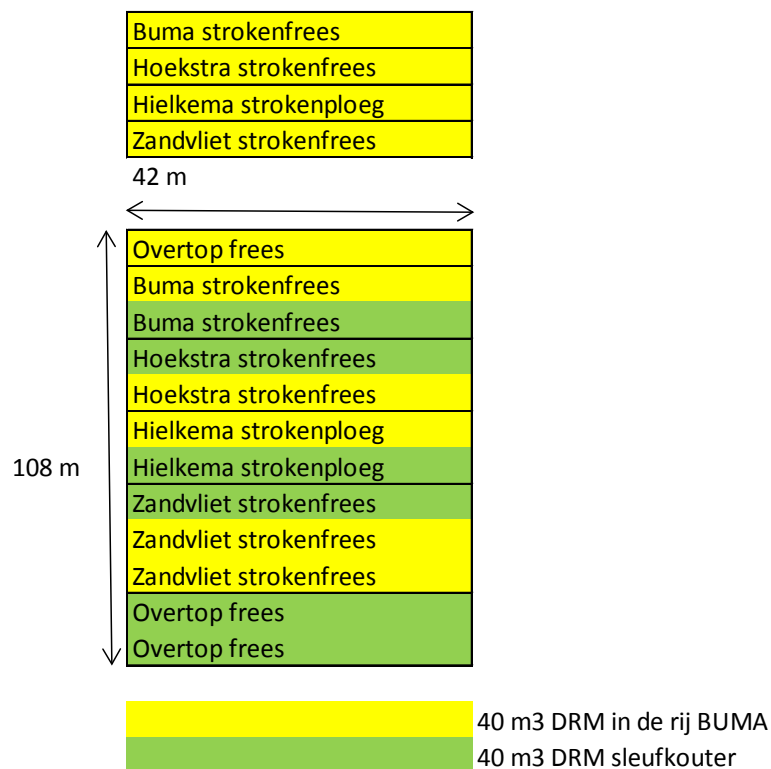 Buma strokenfrees
Hoekstra strokenfrees
Hielkema strokenploeg
Zandvliet strokenfrees
42 m
Overtop frees
Buma strokenfrees
Buma strokenfrees
Hoekstra strokenfrees
Hoekstra strokenfrees
Hielkema strokenploeg
108 m
Hielkema strokenploeg
Zandvliet strokenfrees
Zandvliet strokenfrees
Zandvliet strokenfrees
Overtop frees
Overtop frees
40 m3 DRM in de rij BUMA
40 m3 DRM sleufkouter